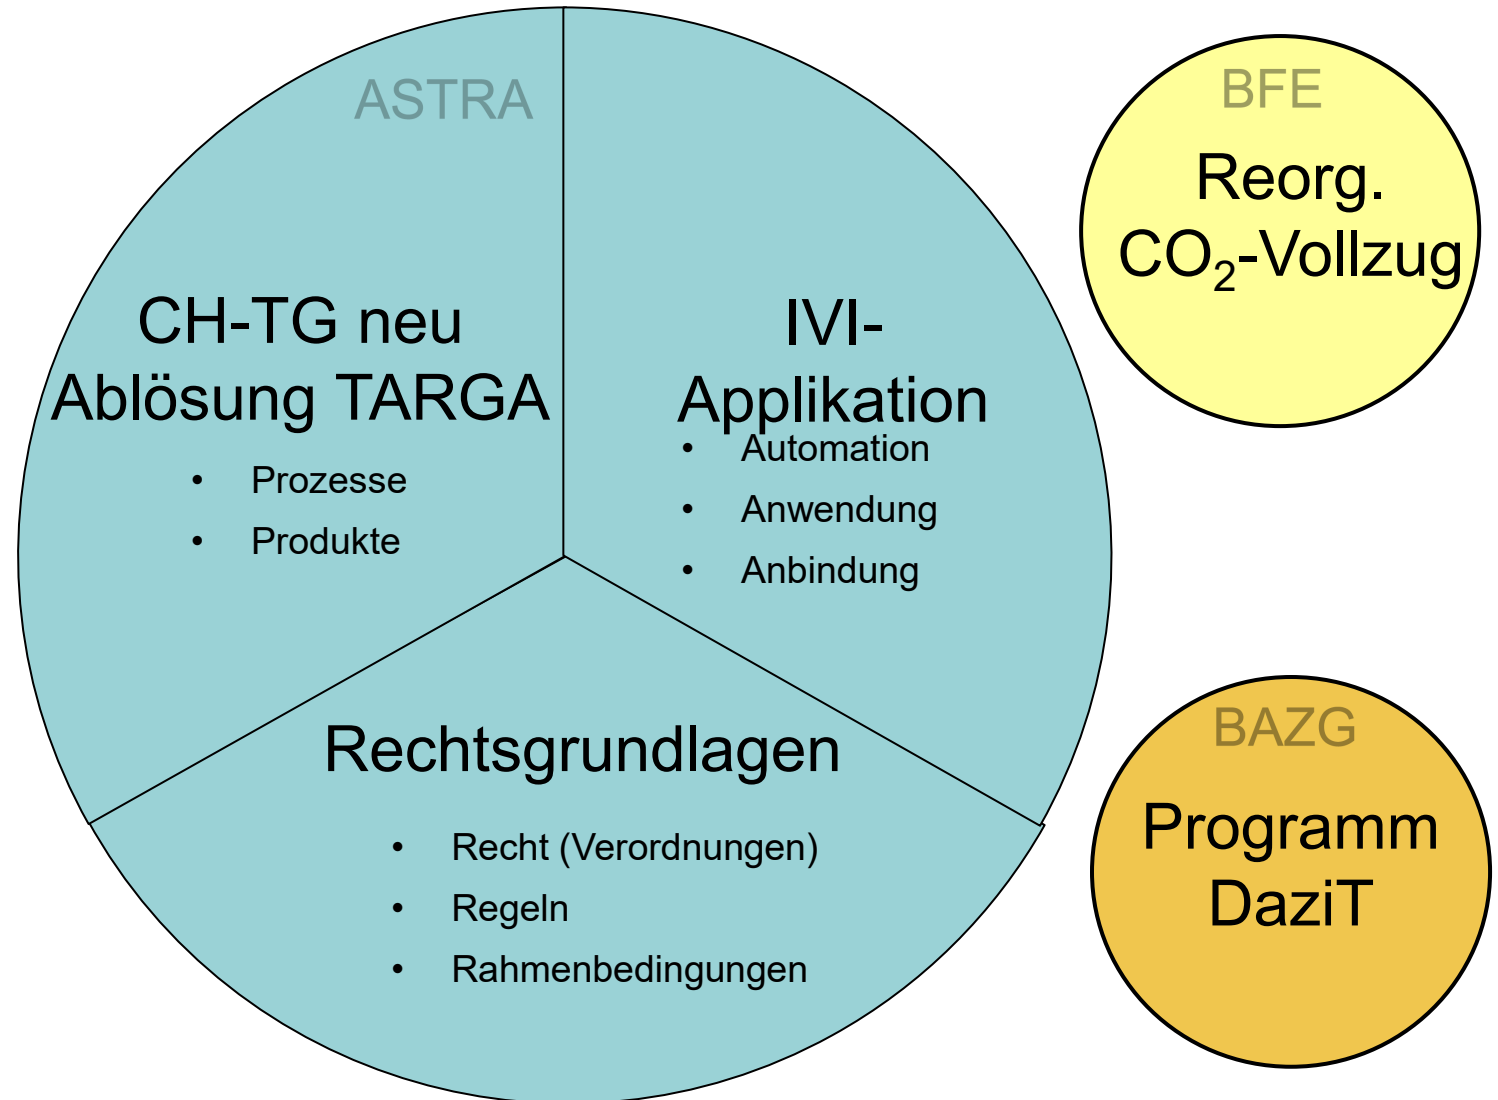 ASTRA
CH-TG neu
Ablösung TARGA
• Prozesse
• Produkte
IVI-
Applikation
• Automation
• Anwendung
• Anbindung
Rechtsgrundlagen
• Recht (Verordnungen)
• Regeln
• Rahmenbedingungen
BFE
Reorg.
CO₂-Vollzug
BAZG
Programm
DaziT